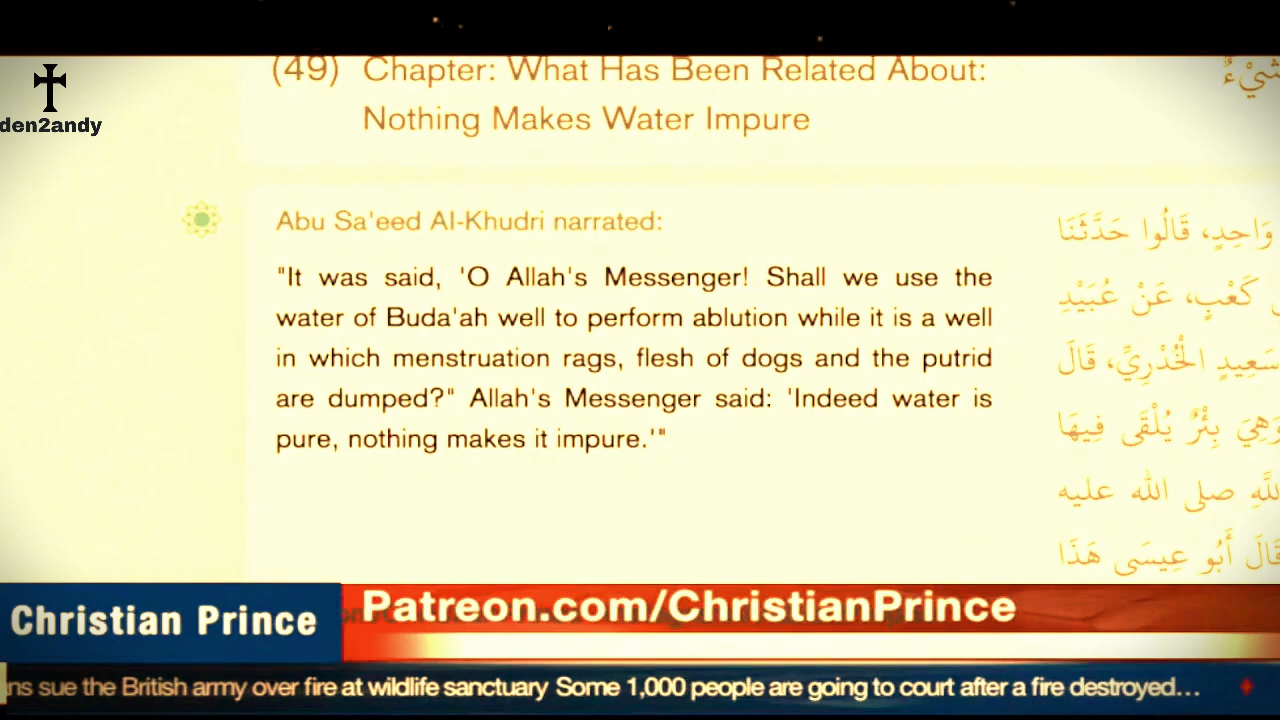 (49) Chapter: What Has Been Related About:
شَيْءٌ
den2andy
Nothing Makes Water Impure
Abu Sa'eed Al-Khudri narrated:
وَاحِدٍ، قَالُوا حَدَّثَنَا
"It was said, 'O Allah's Messenger! Shall we use the
كَعْبٍ، عَنْ عُبَيْدِ
water of Buda'ah well to perform ablution while it is a well
in which menstruation rags, flesh of dogs and the putrid
سَعِيدٍ الْخُدْرِيِّ، قَالَ
are dumped?" Allah's Messenger said: 'Indeed water is
وَهِيَ بِئْرٌ يُلْقَى فِيهَا
pure, nothing makes it impure.'"
اللَّهِ صلى الله عليه
قَالَ أَبُو عِيسَى هَذَا
Christian Prince
Patreon.com/ChristianPrince
ns sue the British army over fire at wildlife sanctuary Some 1,000 people are going to court after a fire destroyed...